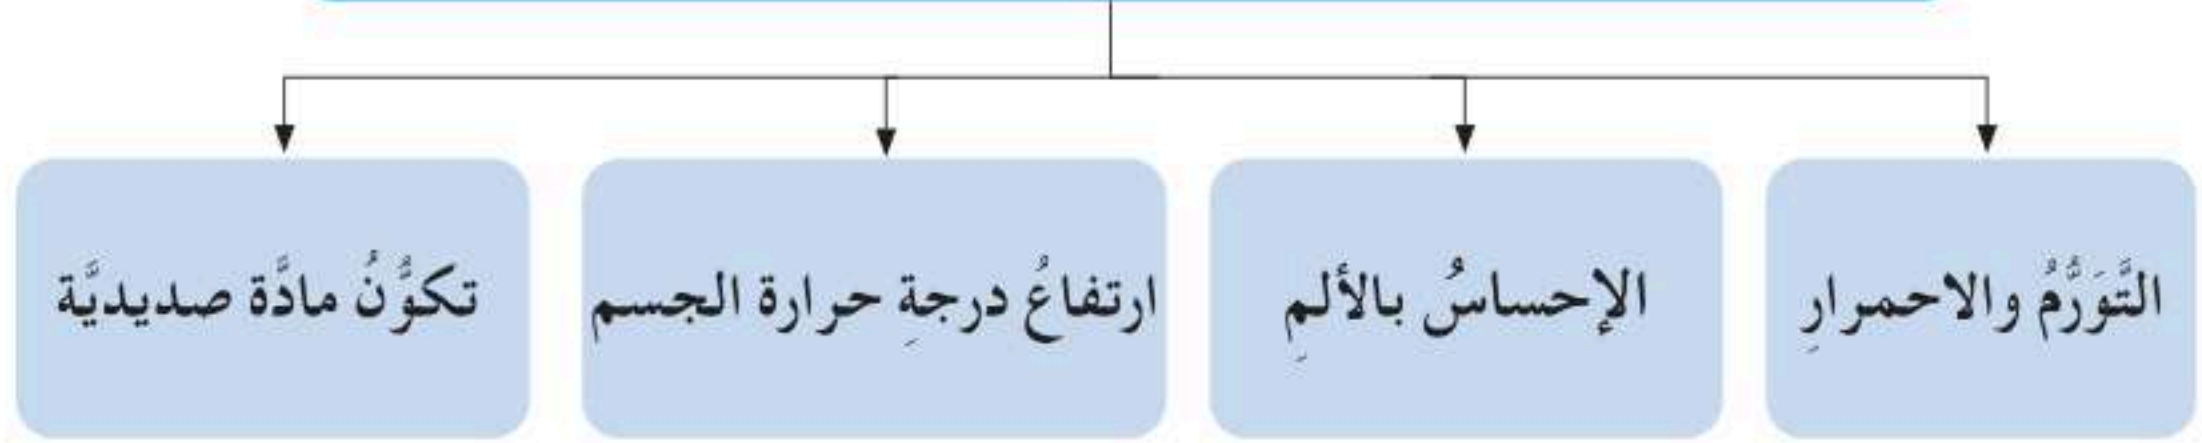 التَّوَرُّمُ والاحمرارِ
الإحساسُ بالألمِ
ارتفاعُ درجةِ حرارة الجسم
تكوُّنُ مادَّة صديديَّة